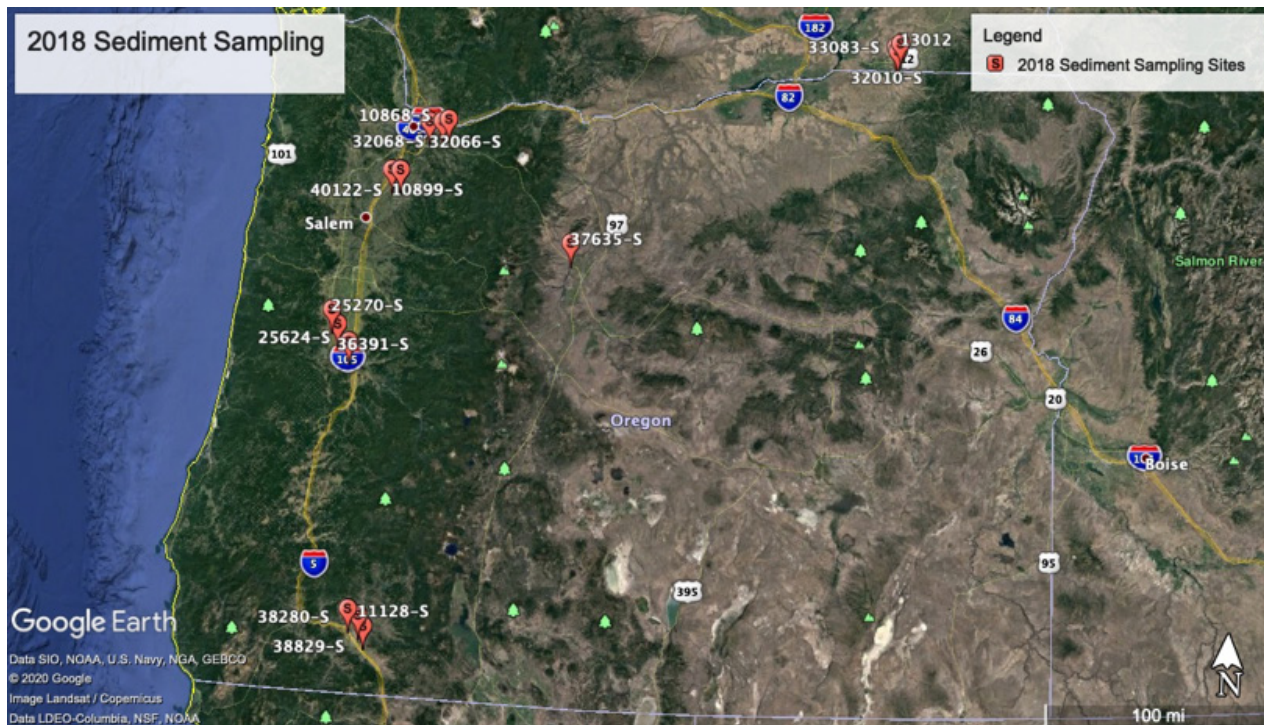 2018 Sediment Sampling
Legend
S 2018 Sediment Sampling Sites
182
33083-S
13012
12
32010-S
82
10868-S
32068-S
32066-S
101
40122-S
10899-S
Salem
97
37635-S
Salmon River
25270-S
25624-S
36391-S
105
84
26
20
Oregon
Boise
5
95
395
38280-S
11128-S
38829-S
Google Earth
Data SIO, NOAA, U.S. Navy, NGA, GEBCO
© 2020 Google
Image Landsat / Copernicus
Data LDEO-Columbia, NSF, NOAA
N
100 mi